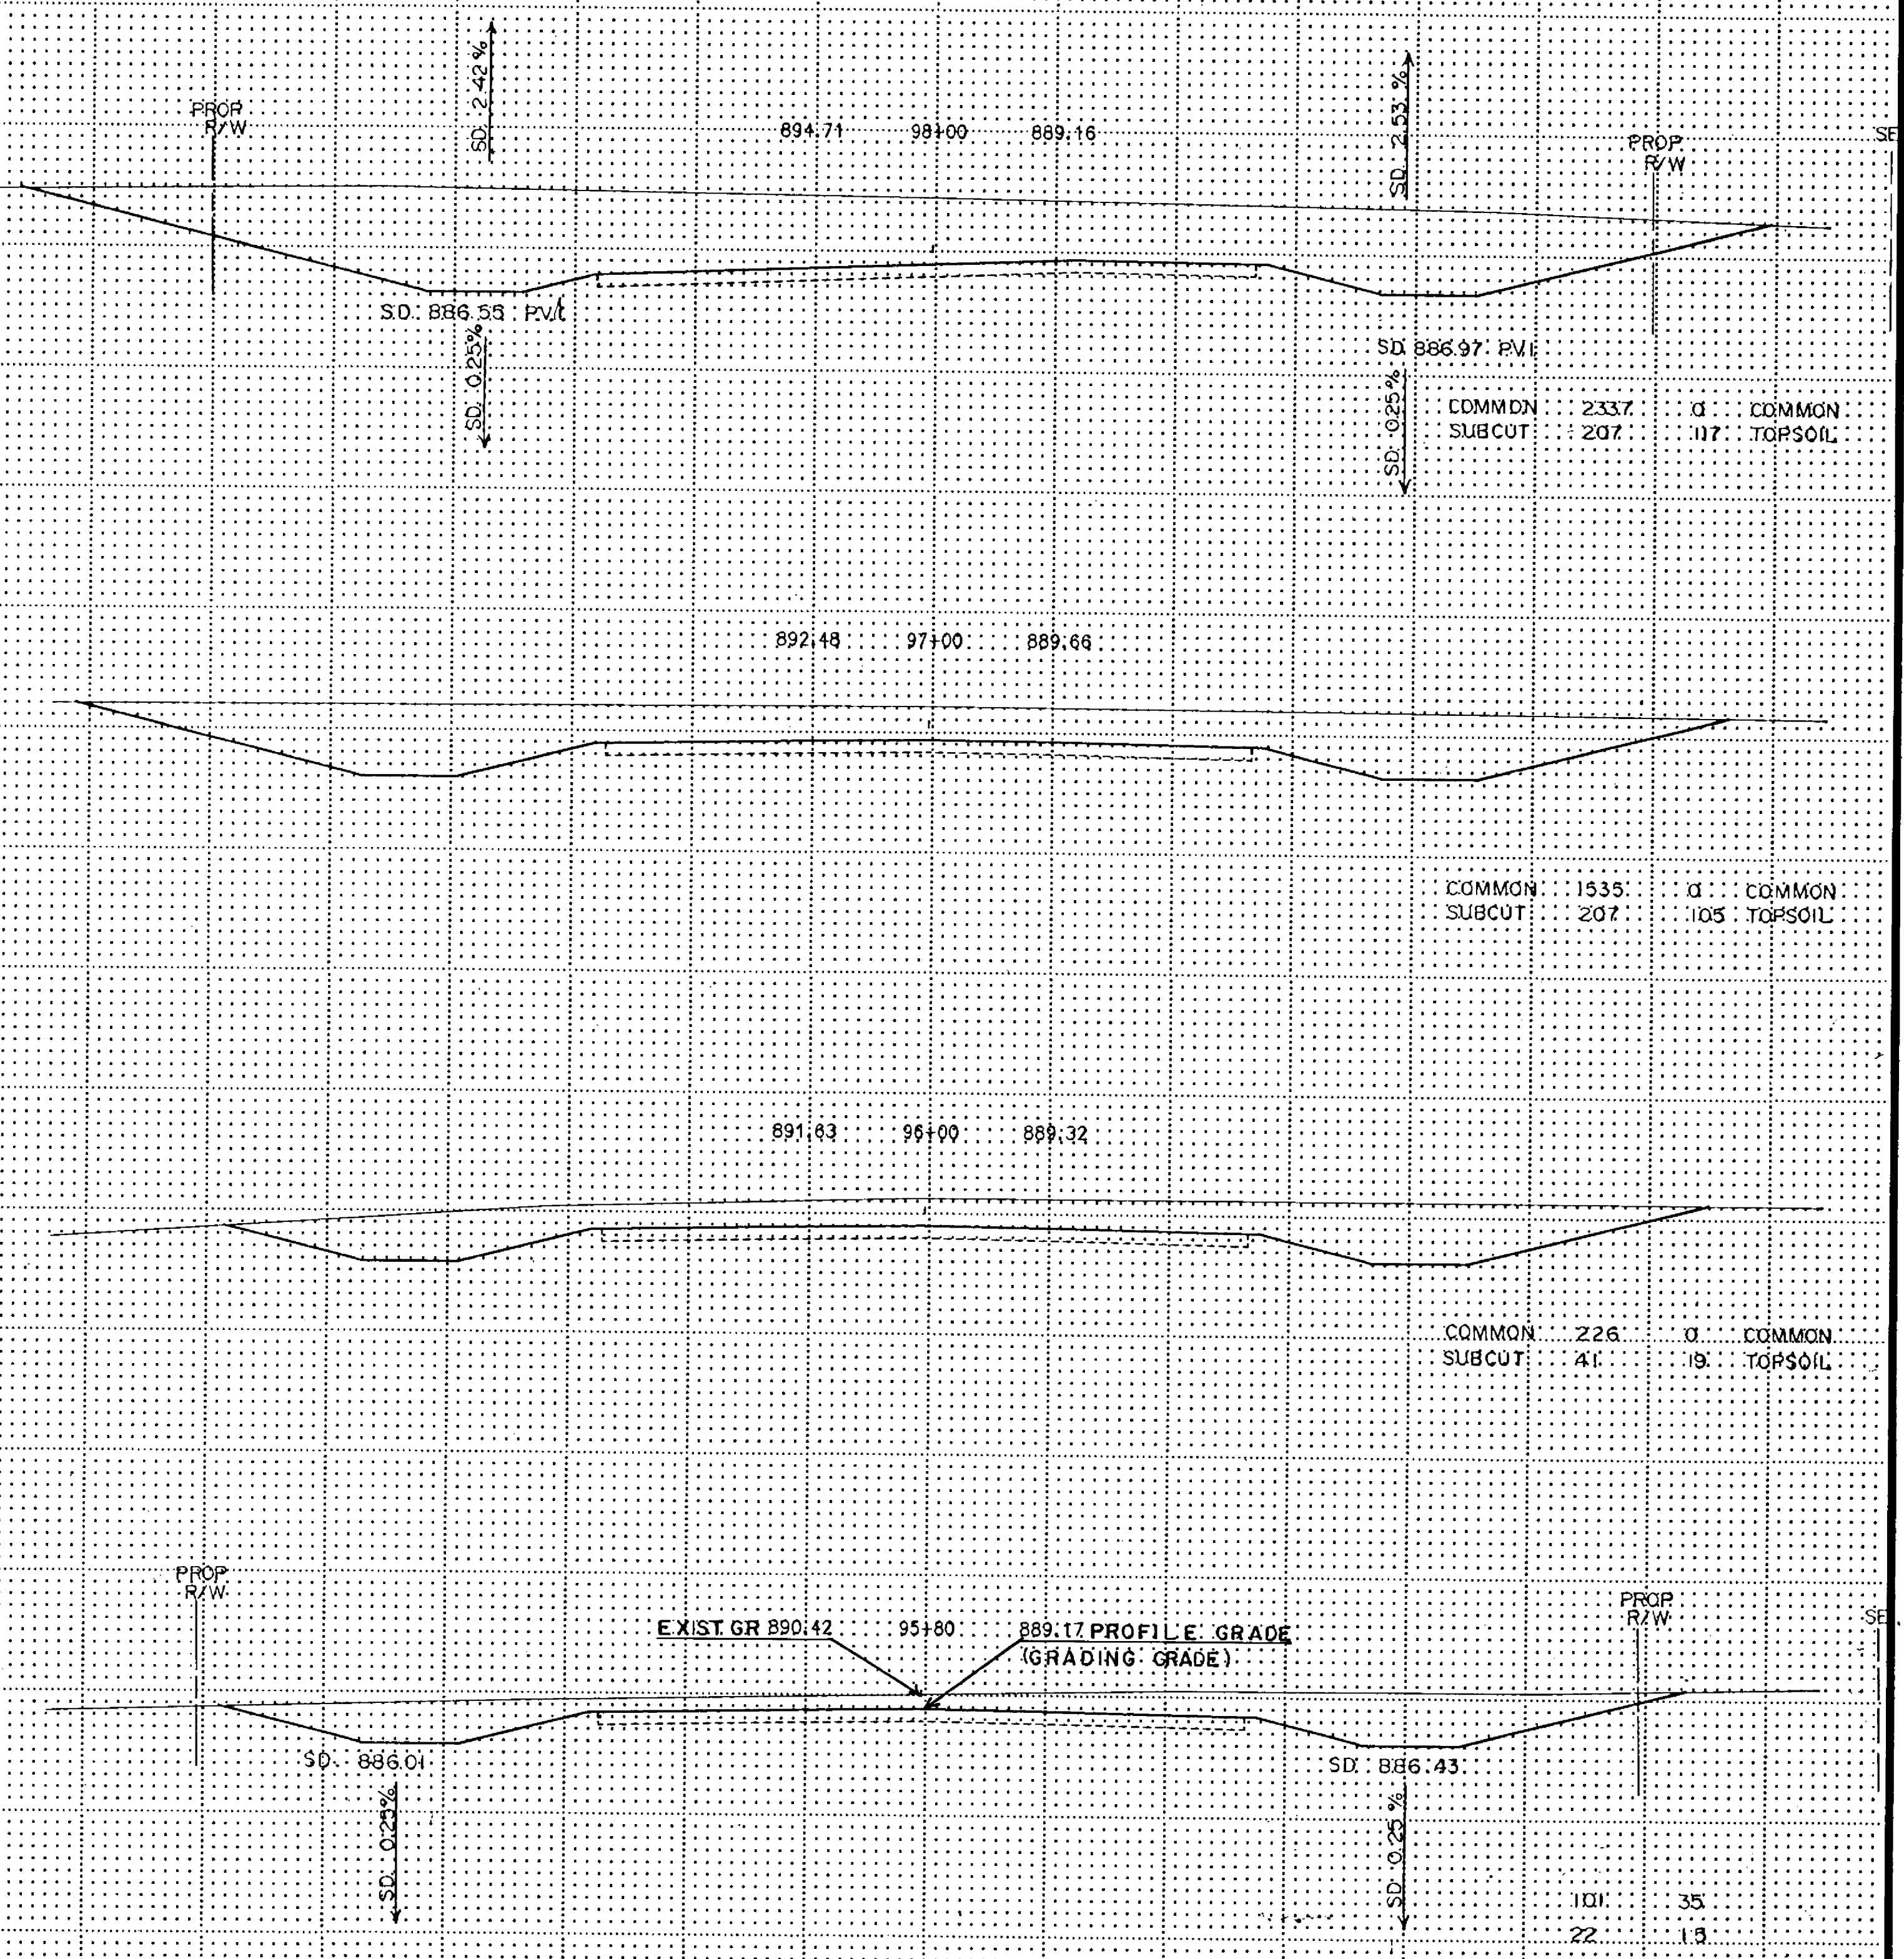 SD. 2.42%
SD. 2.53 %
PROP
R/W
894.71 98+00 889.16
PROP
R/W
SE
SD. 886.55 P.V.I.
SD. 0.25%
SD. 886.97 P.V.I.
SD. 0.25%
COMMON 2337 0 COMMON
SUBCUT 207 117 TOPSOIL
892.48 97+00 889.66
COMMON 1535 0 COMMON
SUBCUT 207 105 TOPSOIL
891.63 96+00 889.32
COMMON 226 0 COMMON
SUBCUT 41 19 TOPSOIL
PROP
R/W
PROP
R/W
SE
EXIST. GR 890.42 95+80 889.17 PROFILE GRADE
(GRADING GRADE)
SD. 886.01
SD. 886.43
SD. 0.25%
SD. 0.25 %
101 35
22 15